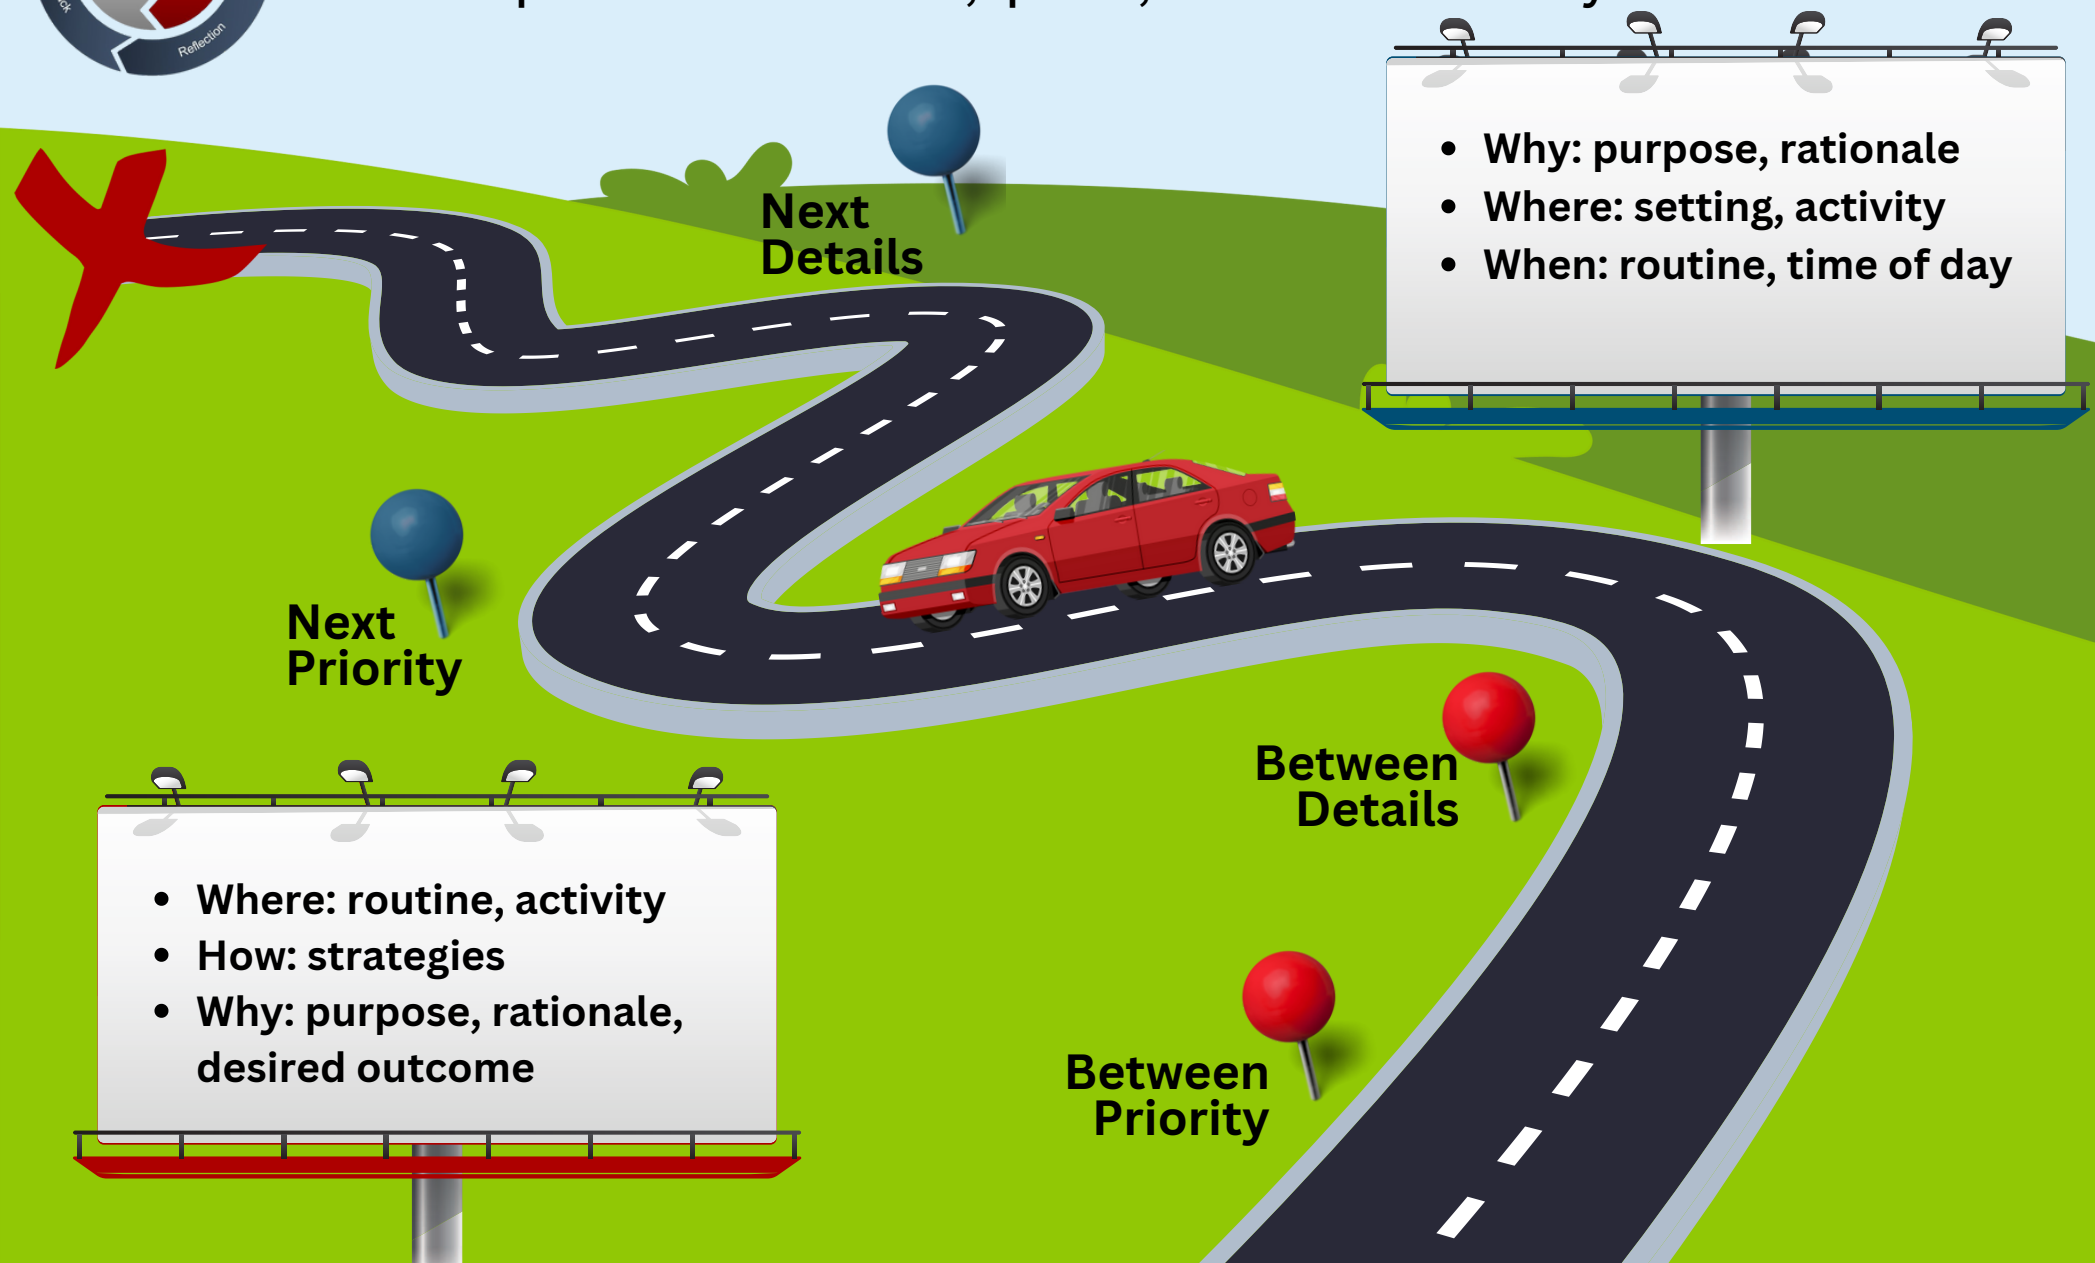 Reflection
Why: purpose, rationale
Where: setting, activity
When: routine, time of day
Next
Details
Next
Priority
Between
Details
Where: routine, activity
How: strategies
Why: purpose, rationale,
desired outcome
Between
Priority